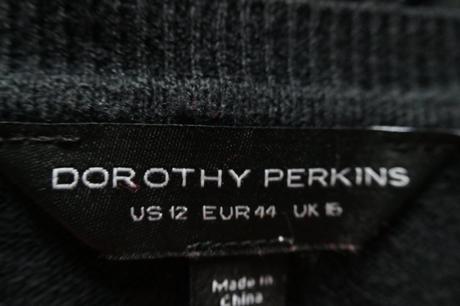 DOROTHY PERKINS
US 12 EUR 44 UK 16
Made in
China